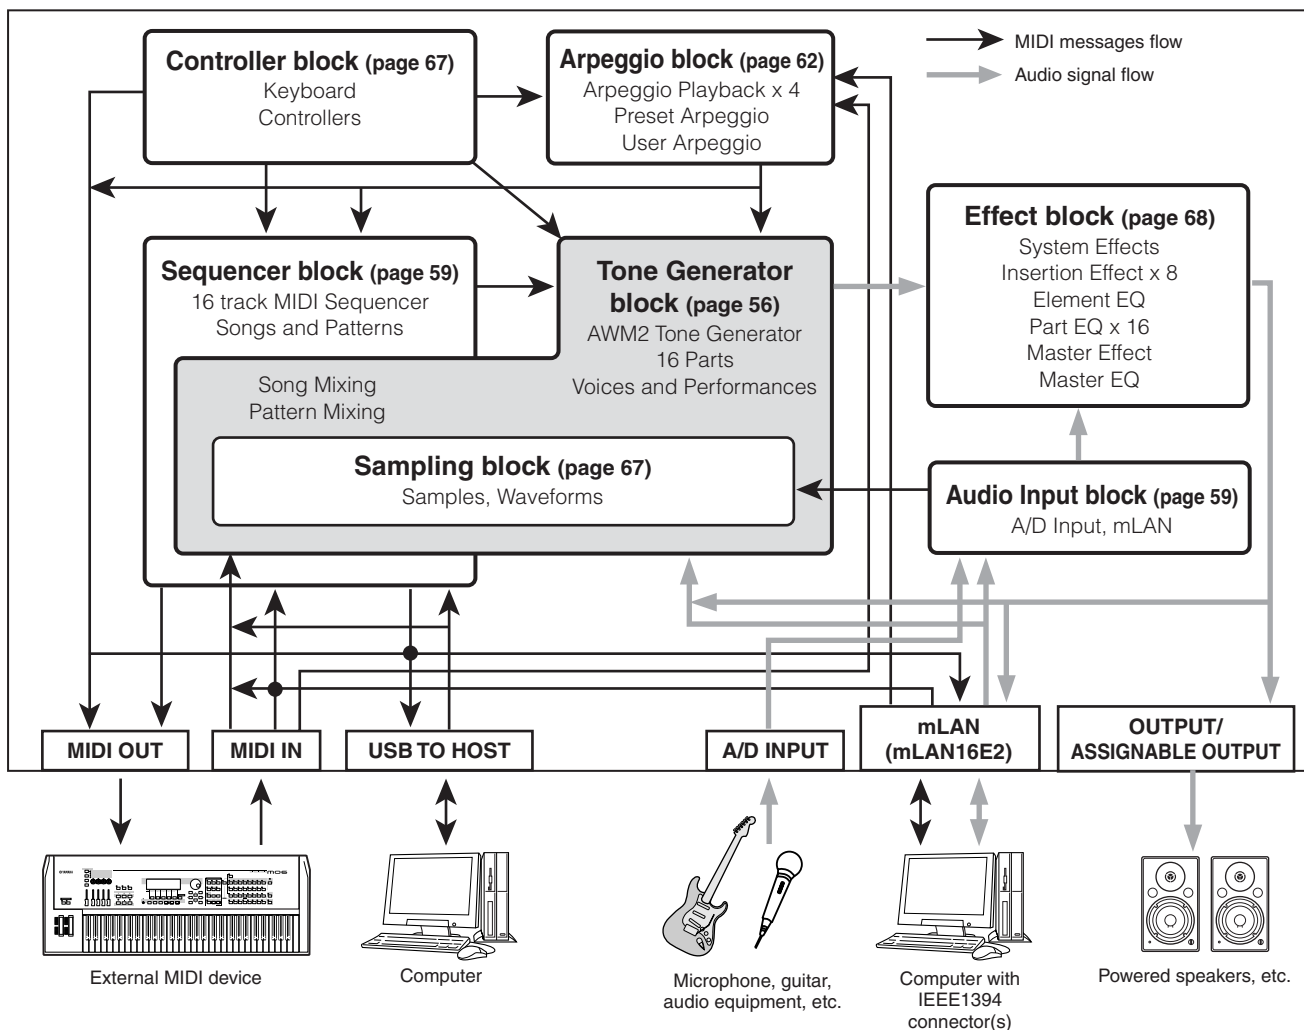 Controller block (page 67)
Keyboard
Controllers
Arpeggio block (page 62)
Arpeggio Playback x 4
Preset Arpeggio
User Arpeggio
MIDI messages flow
Audio signal flow
Sequencer block (page 59)
16 track MIDI Sequencer
Songs and Patterns
Tone Generator
block (page 56)
AWM2 Tone Generator
16 Parts
Voices and Performances
Effect block (page 68)
System Effects
Insertion Effect x 8
Element EQ
Part EQ x 16
Master Effect
Master EQ
Song Mixing
Pattern Mixing
Sampling block (page 67)
Samples, Waveforms
Audio Input block (page 59)
A/D Input, mLAN
MIDI OUT
MIDI IN
USB TO HOST
A/D INPUT
mLAN
(mLAN16E2)
OUTPUT/
ASSIGNABLE OUTPUT
External MIDI device
Computer
Microphone, guitar,
audio equipment, etc.
Computer with
IEEE1394
connector(s)
Powered speakers, etc.